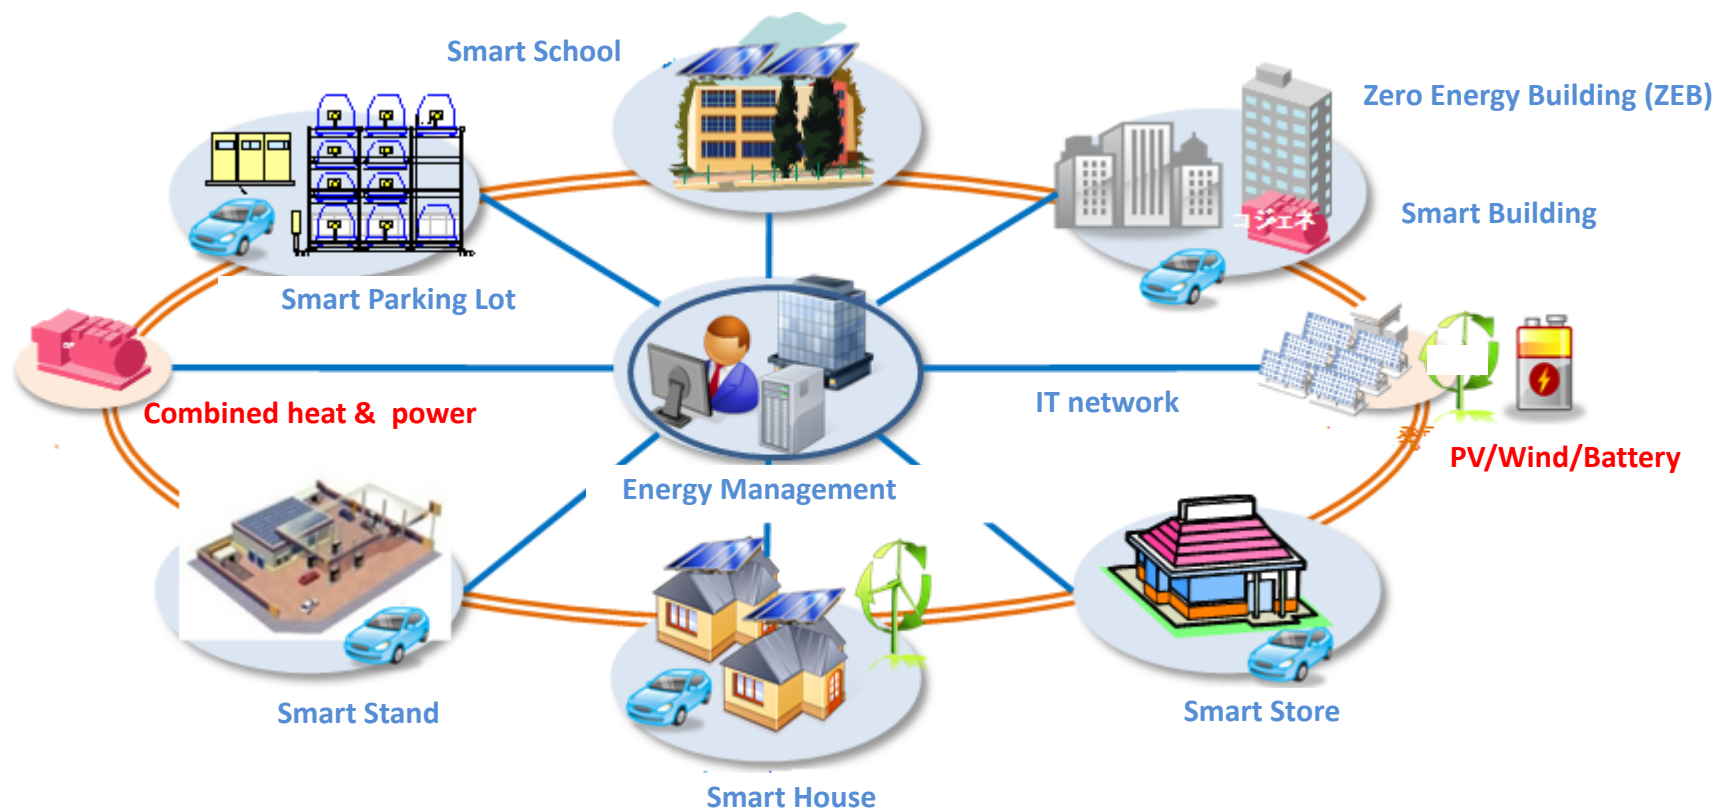 Smart School
Zero Energy Building (ZEB)
Smart Building
コジェネ
Smart Parking Lot
Combined heat & power
IT network
PV/Wind/Battery
Energy Management
Smart Stand
Smart Store
Smart House